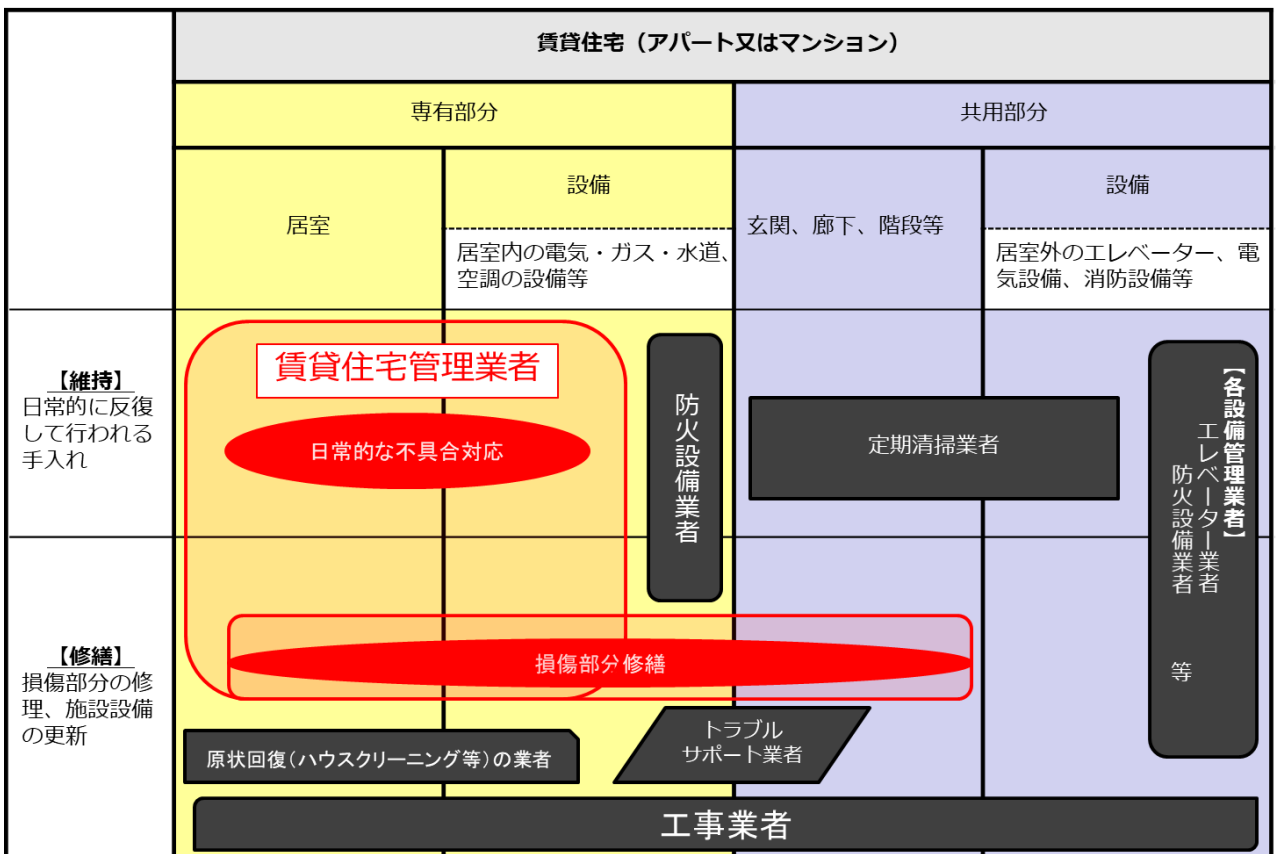 賃貸住宅（アパート又はマンション）
専有部分
共用部分
居室
設備
居室内の電気・ガス・水道、
空調の設備等
玄関、廊下、階段等
設備
居室外のエレベーター、電
気設備、消防設備等
【維持】
日常的に反復
して行われる
手入れ
賃貸住宅管理業者
日常的な不具合対応
防火設備業者
定期清掃業者
【各設備管理業者】
エレベーター業者
防火設備業者　等
【修繕】
損傷部分の修
理、施設設備
の更新
損傷部分修繕
原状回復（ハウスクリーニング等）の業者
トラブル
サポート業者
工事業者